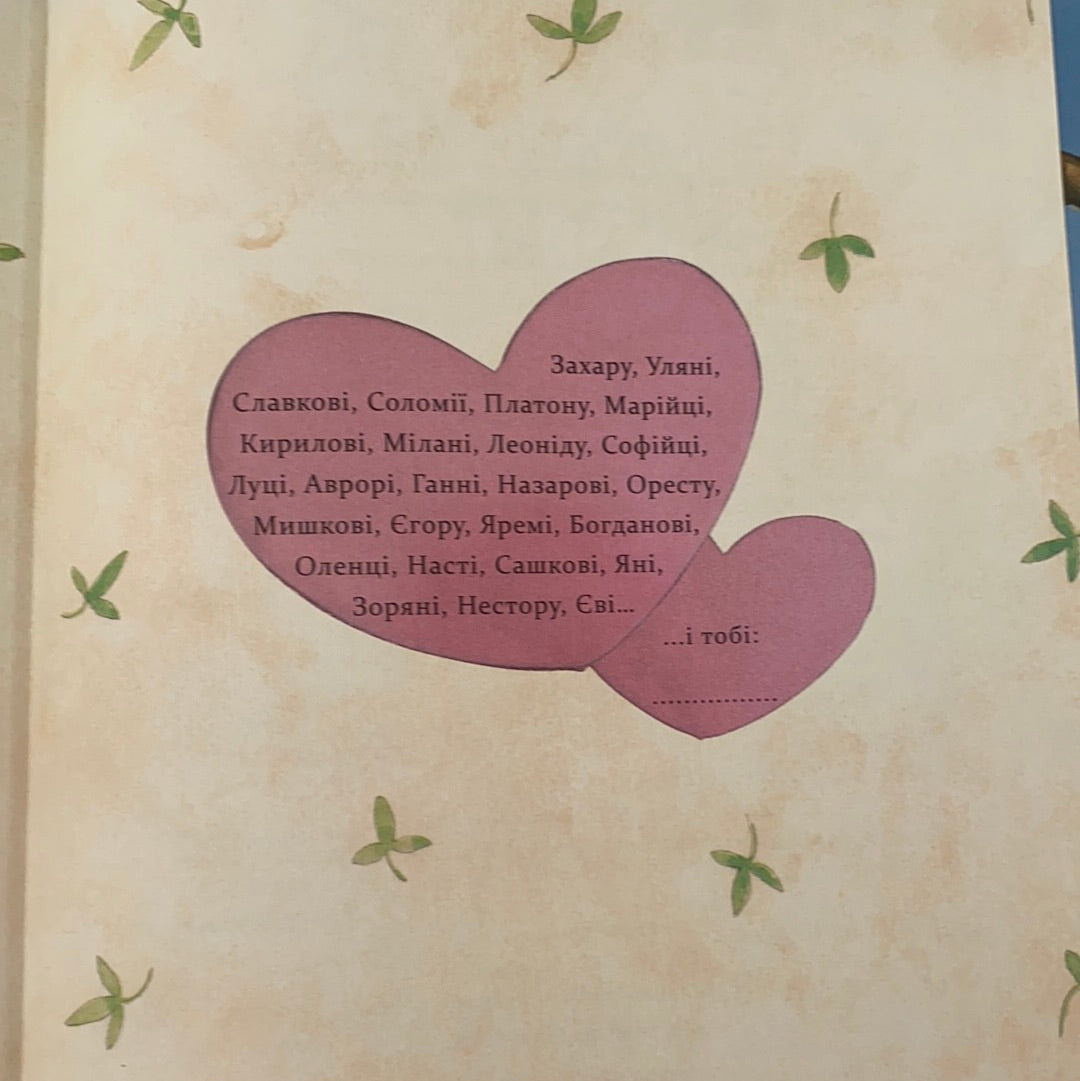 Захару, Уляні,
Славкові, Соломії, Платону, Марійці,
Кирилові, Мілані, Леоніду, Софійці,
Луці, Аврорі, Ганні, Назарові, Оресту,
Мишкові, Єгору, Яремі, Богданові,
Оленці, Насті, Сашкові, Яні,
Зоряні, Нестору, Єві...
...і тобі:
.................